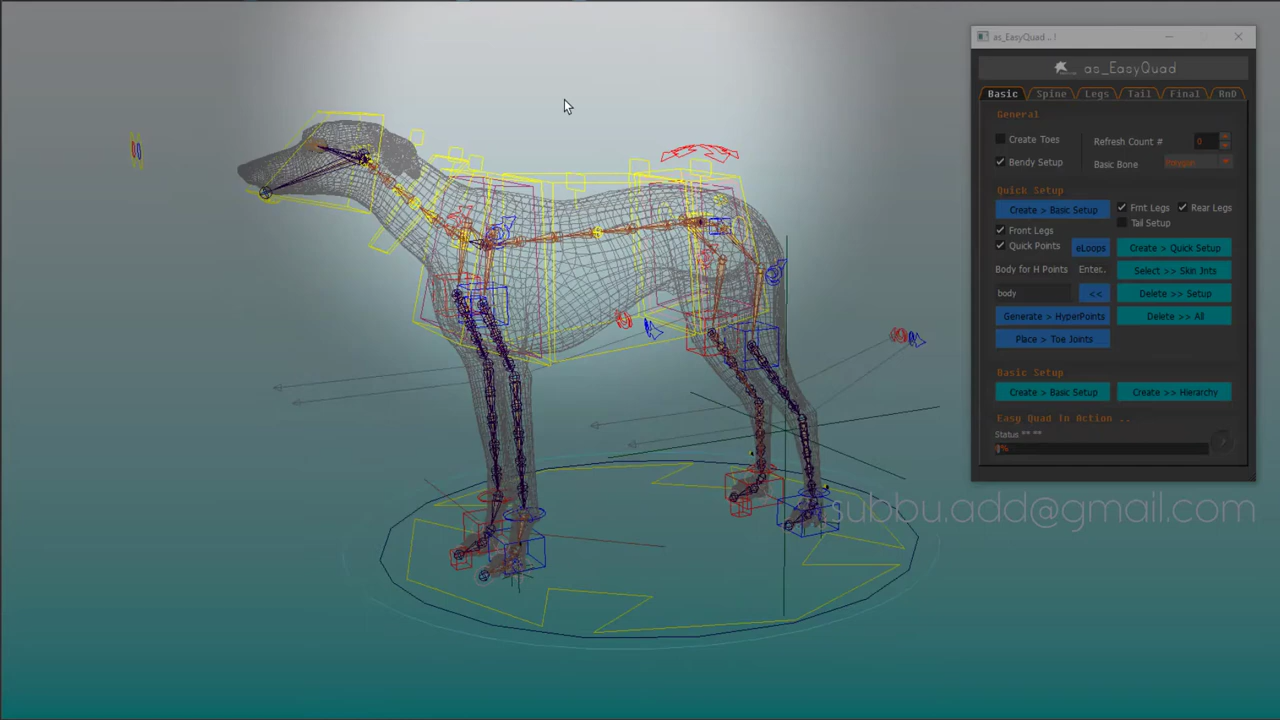 as_EasyQuad .. !
as_EasyQuad
Basic Spine Legs Tail Final RnD
General
Create Toes
Refresh Count # 0
Bendy Setup
Basic Bone
Quick Setup
Create > Basic Setup
Frnt Legs Rear Legs
Tail Setup
Front Legs
Quick Points eLoops Create > Quick Setup
Body for H Points Entec. Select >> Skin Jnts
body << Delete >> Setup
Generate > HyperPoints Delete >> All
Place > Toe Joints
Basic Setup
Create > Basic Setup Create >> Hierarchy
Easy Quad In Action ..
Status ** **
subbu.add@gmail.com